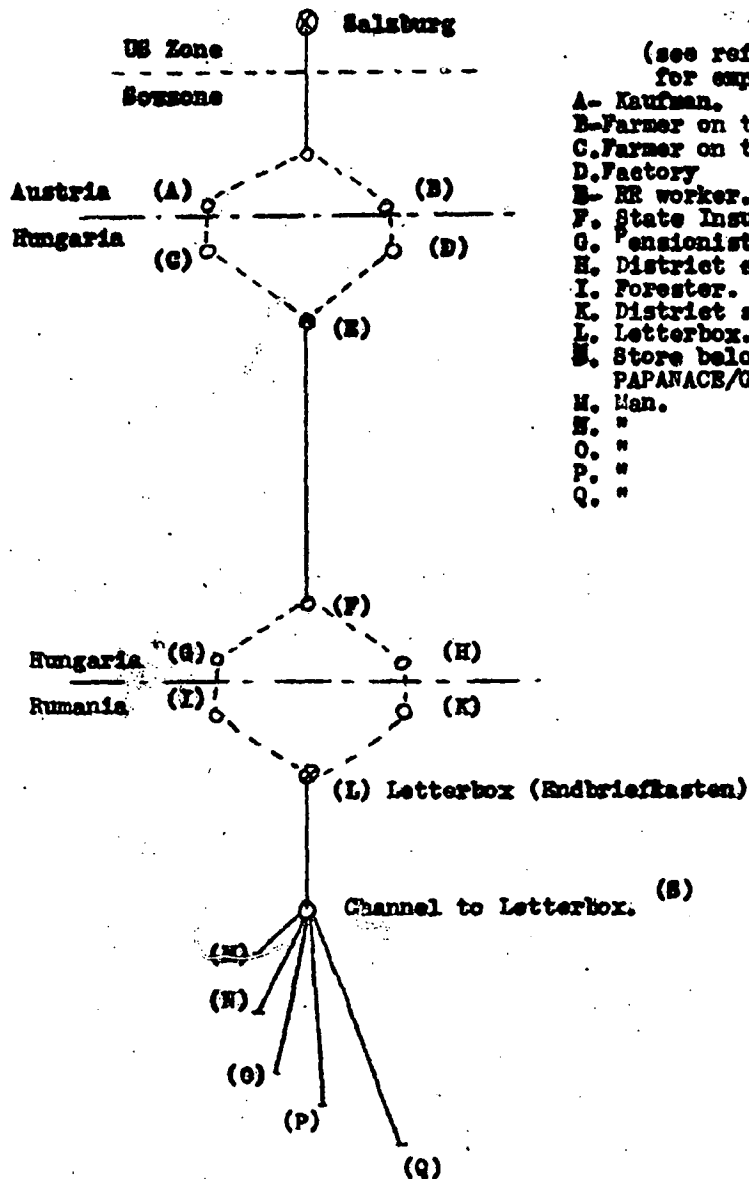 Salzburg
US Zone
Sowzone
(see ref
for exp
A- Kaufman.
B-Farmer on t
C.Farmer on t
D.Factory
E- RR worker.
F. State Insu
G. Pensionist
H. District s
I. Forester.
K. District s
L. Letterbox.
S. Store belo
PAPANACE/G
M. Man.
N. "
O. "
P. "
Q. "
Austria (A) (B)
Hungaria (C) (D)
(E)
(F)
Hungaria (G) (H)
Rumania (I) (K)
(L) Letterbox (Endbriefkasten)
Channel to Letterbox. (S)
(M)
(N)
(O)
(P)
(Q)